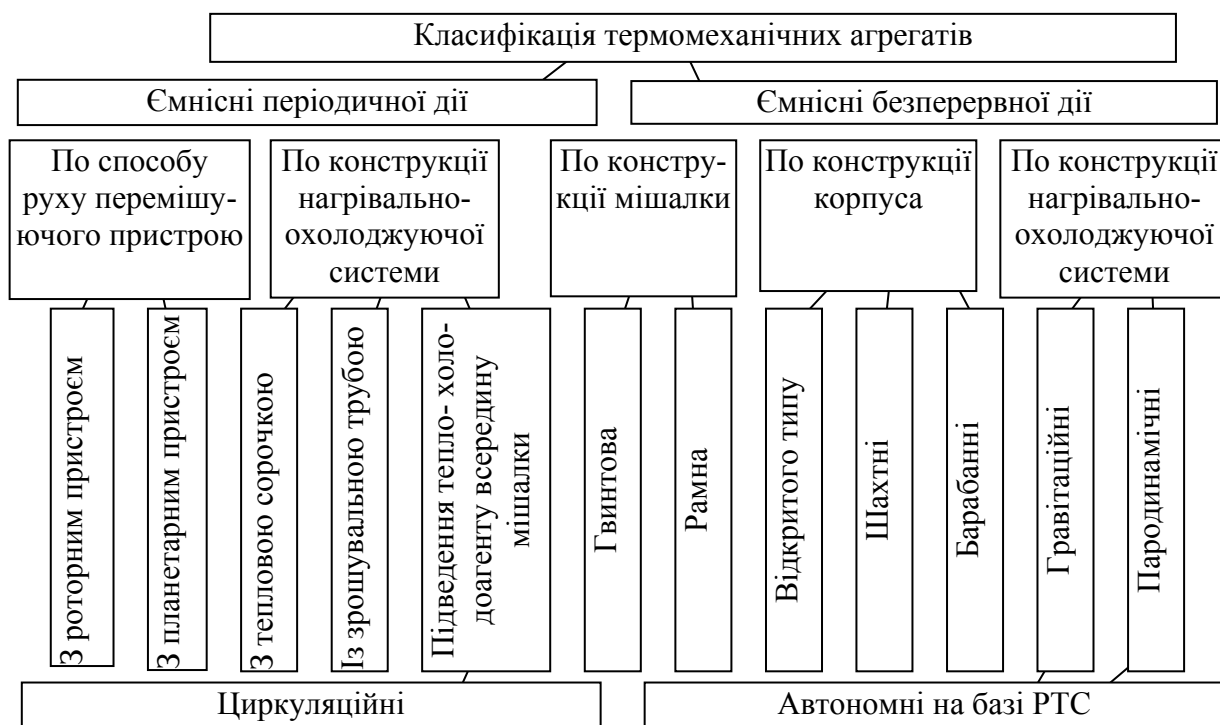 Класифікація термомеханічних агрегатів
Ємнісні періодичної дії
Ємнісні безперервної дії
По способу
руху перемішу-
ючого пристрою
По конструкції
нагрівально-
охолоджуючої
системи
По констру-
кції мішалки
По конструкції
корпуса
По конструкції
нагрівально-
охолоджуючої
системи
З роторним пристроєм
З планетарним пристроєм
З тепловою сорочкою
Із зрошувальною трубою
Підведення тепло- холо-
доагенту всередину
мішалки
Гвинтова
Рамна
Відкритого типу
Шахтні
Барабанні
Гравітаційні
Пародинамічні
Циркуляційні
Автономні на базі РТС